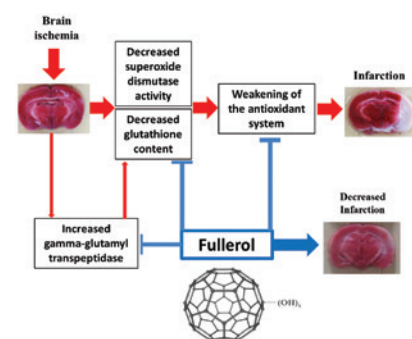 Brain
ischemia
Decreased
superoxide
dismutase
activity
Decreased
glutathione
content
Weakening of
the antioxidant
system
Infarction
Increased
gamma-glutamyl
transpeptidase
Fullerol
Decreased
Infarction
(OH)x